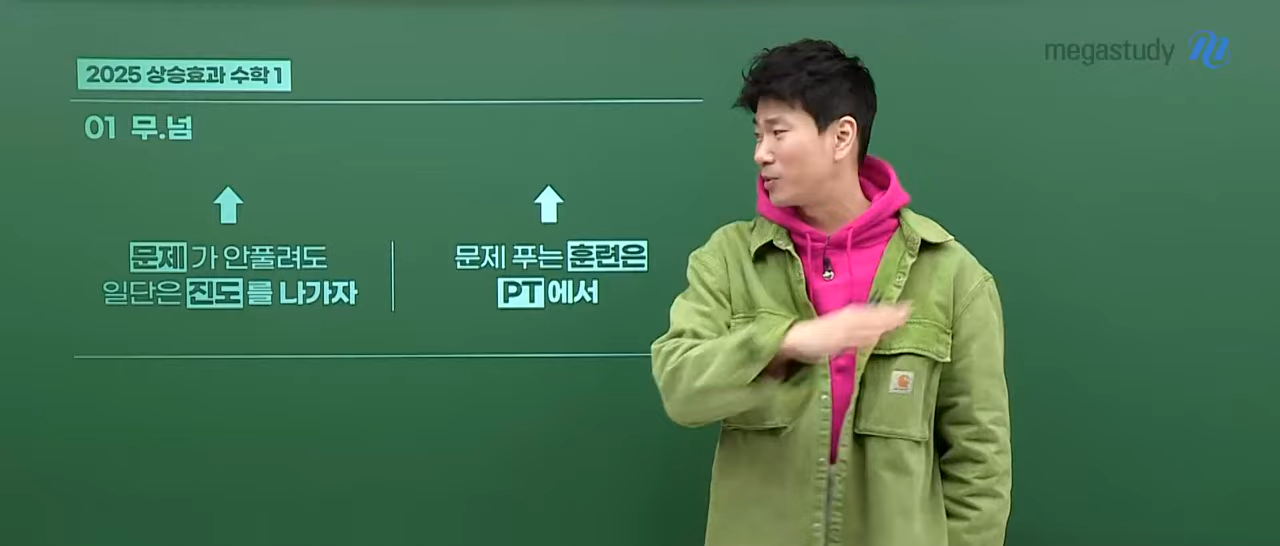 megastudy
2025 상승효과 수학 1
01 무.넘
문제가 안풀려도
일단은 진도를 나가자
문제 푸는 훈련은
PT에서